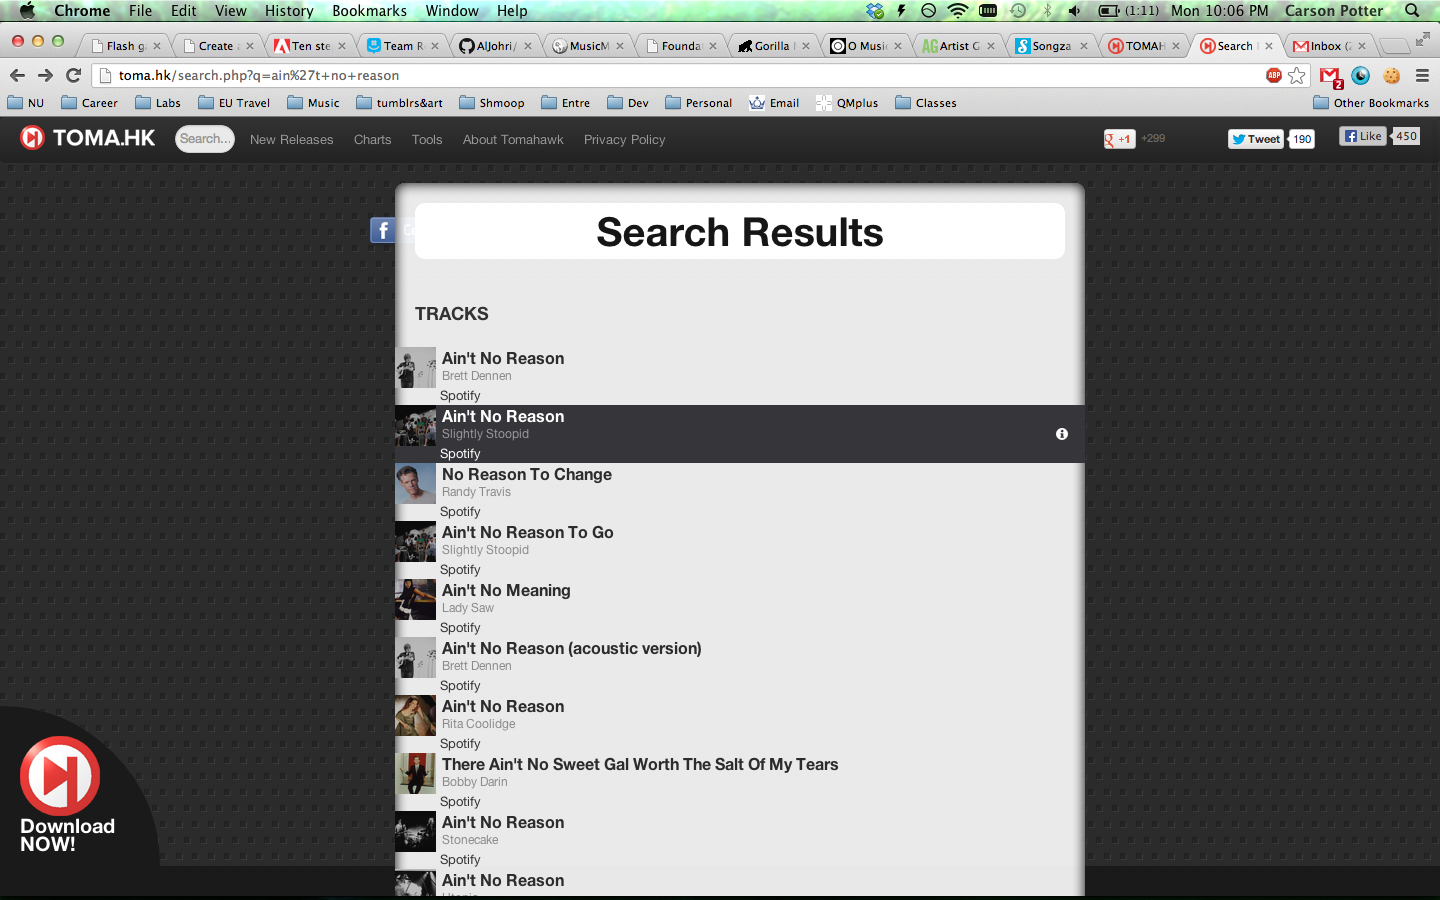 Chrome File Edit View History Bookmarks Window Help (1:11) Mon 10:06 PM Carson Potter
Flash g Create Ten ste Team R AlJohri/ MusicM Founda Gorilla O Music Artist G Songza TOMAH Search Inbox (2
toma.hk/search.php?q=ain%27t+no+reason ABP 2
NU Career Labs EU Travel Music tumblrs&art Shmoop Entre Dev Personal Email QMplus Classes Other Bookmarks
TOMA.HK Search... New Releases Charts Tools About Tomahawk Privacy Policy +1 +299 Tweet 190 Like 450
Search Results
TRACKS
Ain't No Reason
Brett Dennen
Spotify
Ain't No Reason
Slightly Stoopid
Spotify
No Reason To Change
Randy Travis
Spotify
Ain't No Reason To Go
Slightly Stoopid
Spotify
Ain't No Meaning
Lady Saw
Spotify
Ain't No Reason (acoustic version)
Brett Dennen
Spotify
Ain't No Reason
Rita Coolidge
Spotify
There Ain't No Sweet Gal Worth The Salt Of My Tears
Bobby Darin
Spotify
Ain't No Reason
Stonecake
Spotify
Ain't No Reason
Download
NOW!